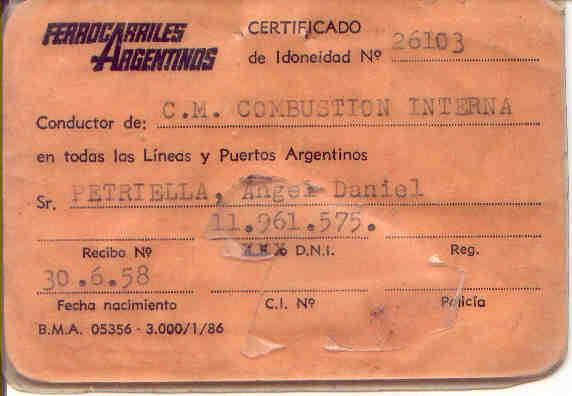 FERROCARRILES ARGENTINOS
CERTIFICADO
de Idoneidad Nº 26103
Conductor de: C.M. COMBUSTION INTERNA
en todas las Líneas y Puertos Argentinos
Sr. PETRIELLA, Angel Daniel
11.961.575.
Recibo Nº XXX D.N.I. Reg.
30.6.58
Fecha nacimiento C.I. Nº Policía
B.M.A. 05356 - 3.000/1/86